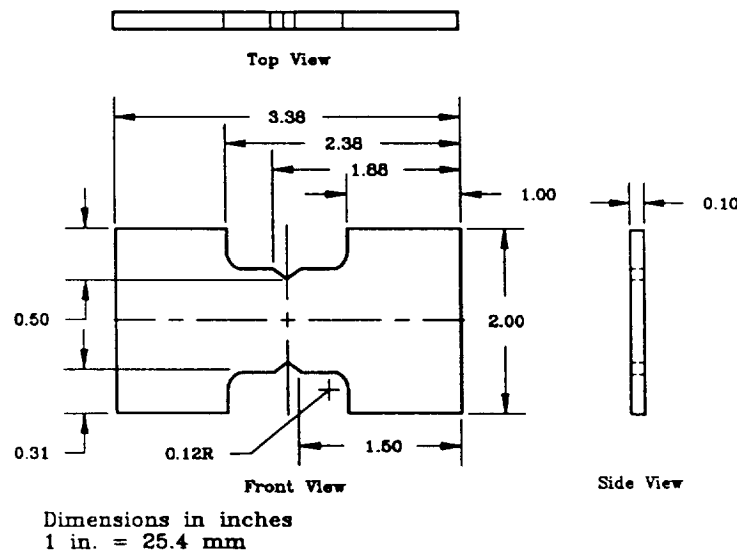 Top View
3.38
2.38
1.88
1.00
0.10
0.50
2.00
0.31
0.12R
1.50
Front View
Side View
Dimensions in inches
1 in. = 25.4 mm